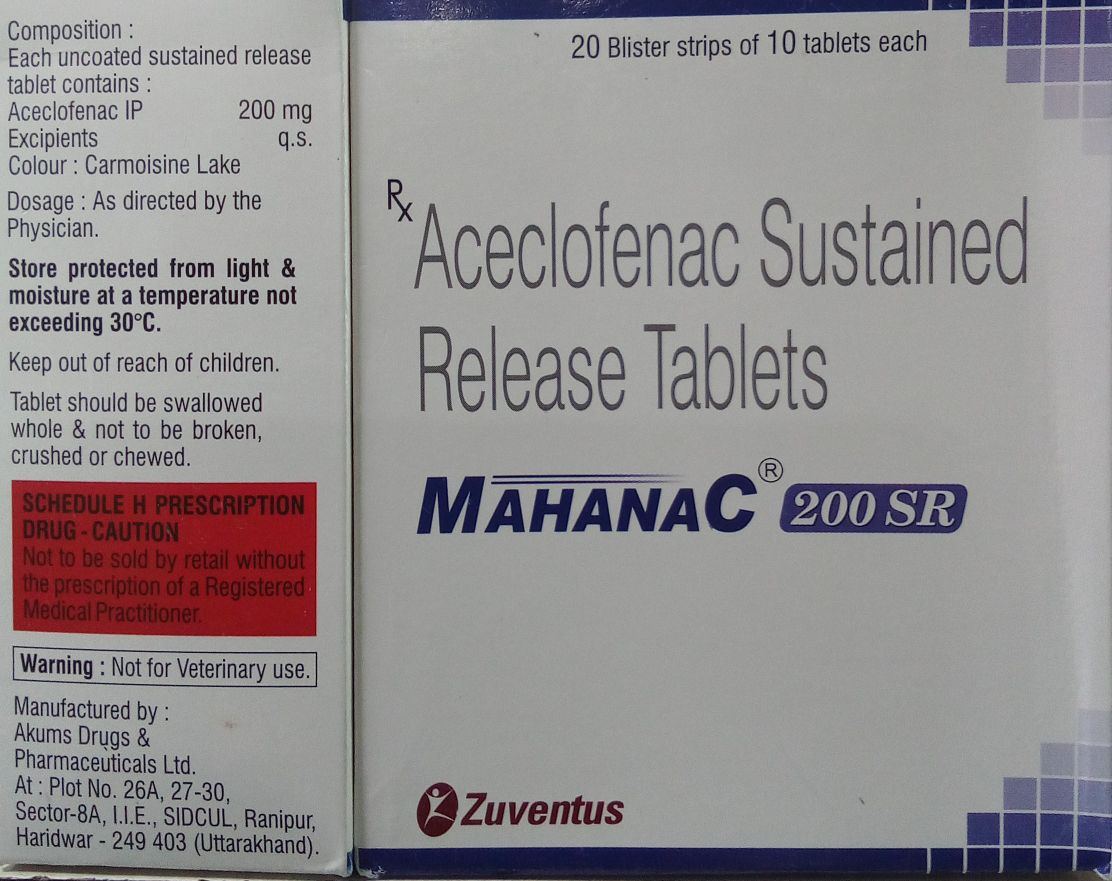 Composition :
Each uncoated sustained release
tablet contains :
Aceclofenac IP 200 mg
Excipients q.s.
Colour : Carmoisine Lake
Dosage : As directed by the
Physician.
Store protected from light &
moisture at a temperature not
exceeding 30°C.
Keep out of reach of children.
Tablet should be swallowed
whole & not to be broken,
crushed or chewed.
SCHEDULE H PRESCRIPTION
DRUG - CAUTION
Not to be sold by retail without
the prescription of a Registered
Medical Practitioner.
Warning : Not for Veterinary use.
Manufactured by :
Akums Drugs &
Pharmaceuticals Ltd.
At : Plot No. 26A, 27-30,
Sector-8A, I.I.E., SIDCUL, Ranipur,
Haridwar - 249 403 (Uttarakhand).
20 Blister strips of 10 tablets each
Rx Aceclofenac Sustained
Release Tablets
MAHANAC® 200 SR
Zuventus